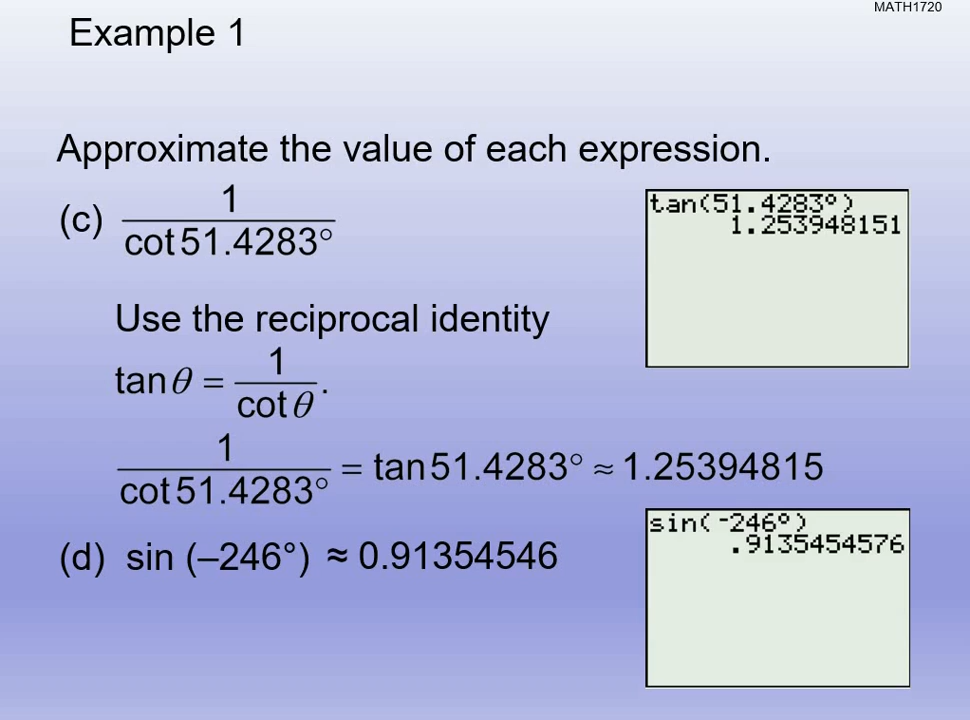 MATH1720
Example 1
Approximate the value of each expression.
(c) 1/cot 51.4283°
tan(51.4283°)
1.253948151
Use the reciprocal identity
tan θ = 1/cot θ.
1/cot 51.4283° = tan 51.4283° ≈ 1.25394815
(d) sin (–246°) ≈ 0.91354546
sin(-246°)
.9135454576